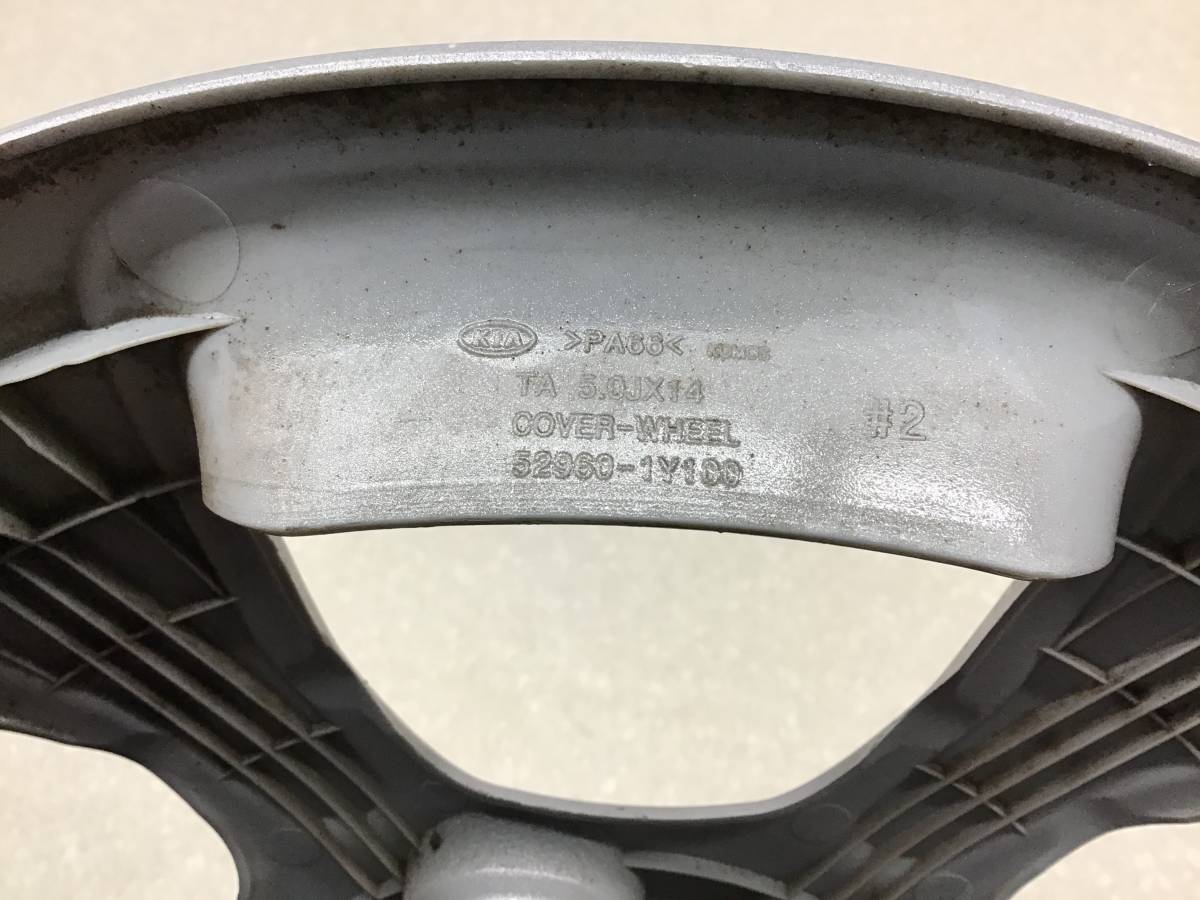 KIA >PA66<
TA 5.0JX14
COVER-WHEEL #2
52960-1Y100